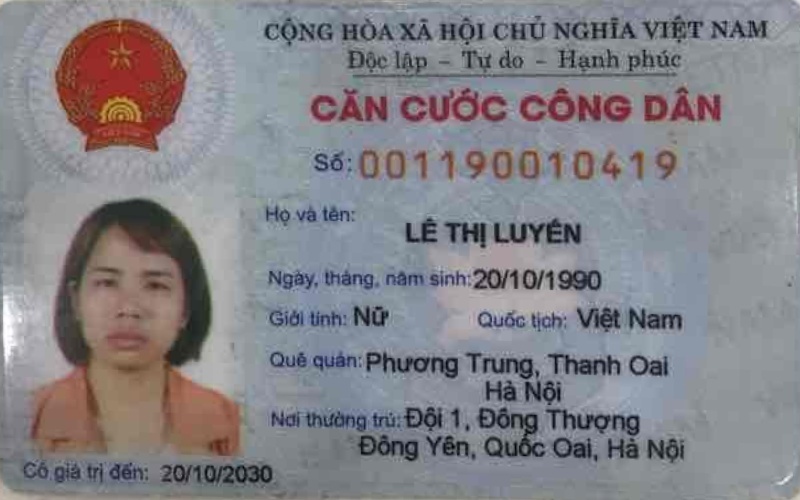 CỘNG HÒA XÃ HỘI CHỦ NGHĨA VIỆT NAM
Độc lập – Tự do – Hạnh phúc
CĂN CƯỚC CÔNG DÂN
Số: 001190010419
Họ và tên:
LÊ THỊ LUYÊN
Ngày, tháng, năm sinh: 20/10/1990
Giới tính: Nữ Quốc tịch: Việt Nam
Quê quán: Phương Trung, Thanh Oai
Hà Nội
Nơi thường trú: Đội 1, Đông Thượng
Đông Yên, Quốc Oai, Hà Nội
Có giá trị đến: 20/10/2030